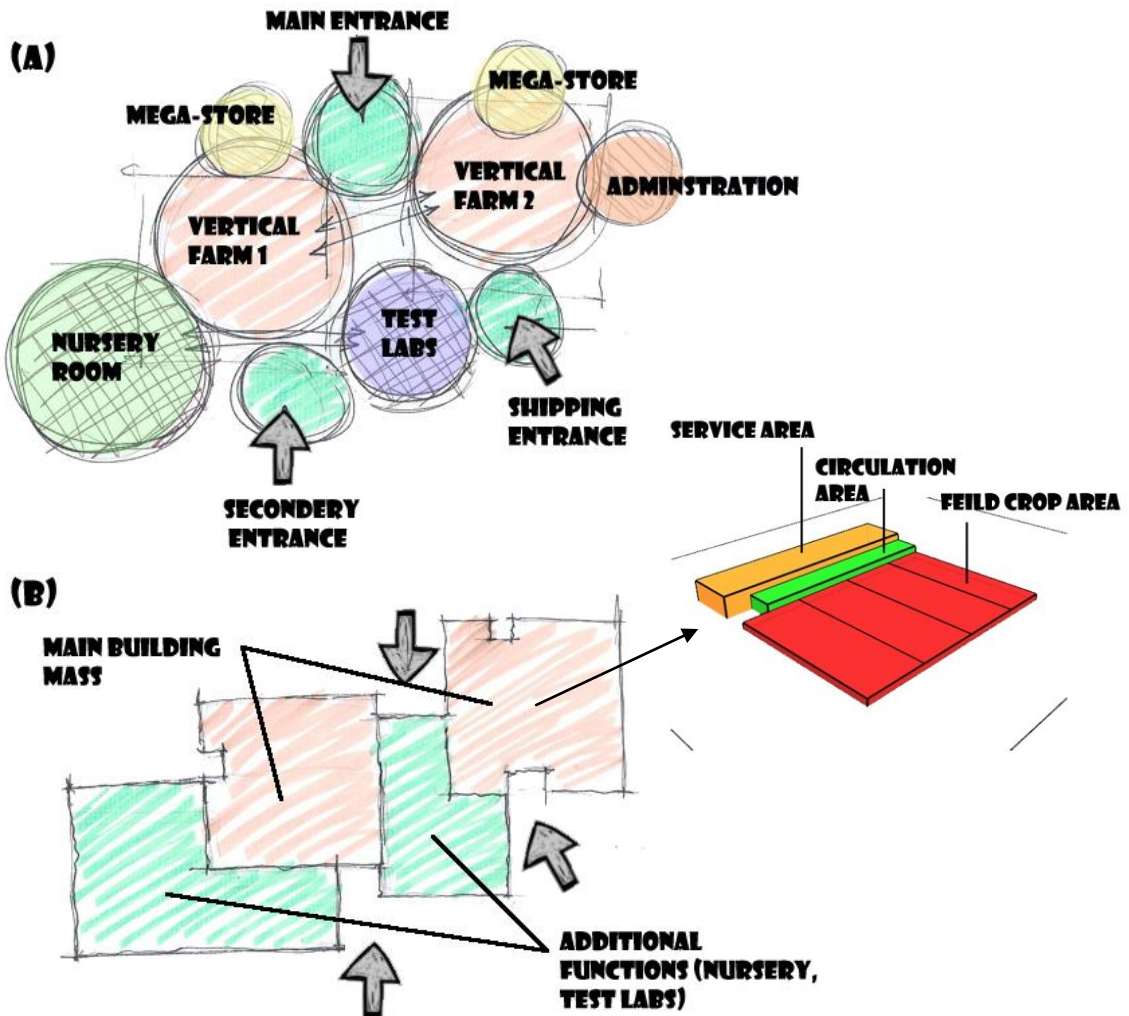 (A)
MAIN ENTRANCE
MEGA-STORE
MEGA-STORE
VERTICAL
FARM 1
VERTICAL
FARM 2
ADMINSTRATION
NURSERY
ROOM
TEST
LABS
SHIPPING
ENTRANCE
SECONDERY
ENTRANCE
SERVICE AREA
CIRCULATION
AREA
FEILD CROP AREA
(B)
MAIN BUILDING
MASS
ADDITIONAL
FUNCTIONS (NURSERY,
TEST LABS)